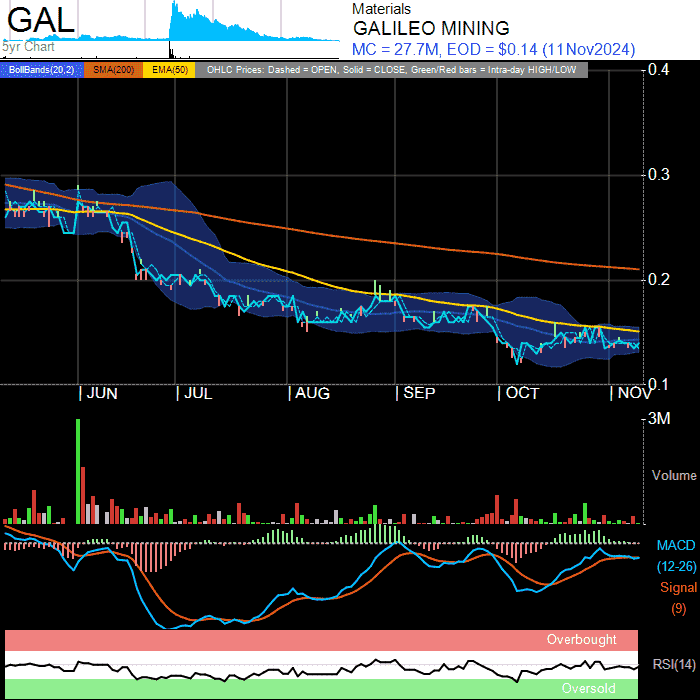 GAL
5yr Chart
Materials
GALILEO MINING
MC = 27.7M, EOD = $0.14 (11Nov2024)
BollBands(20,2) SMA(200) EMA(50) OHLC Prices: Dashed = OPEN, Solid = CLOSE, Green/Red bars = Intra-day HIGH/LOW
0.4
0.3
0.2
0.1
| JUN | JUL | AUG | SEP | OCT | NOV
3M
Volume
MACD
(12-26)
Signal
(9)
Overbought
RSI(14)
Oversold